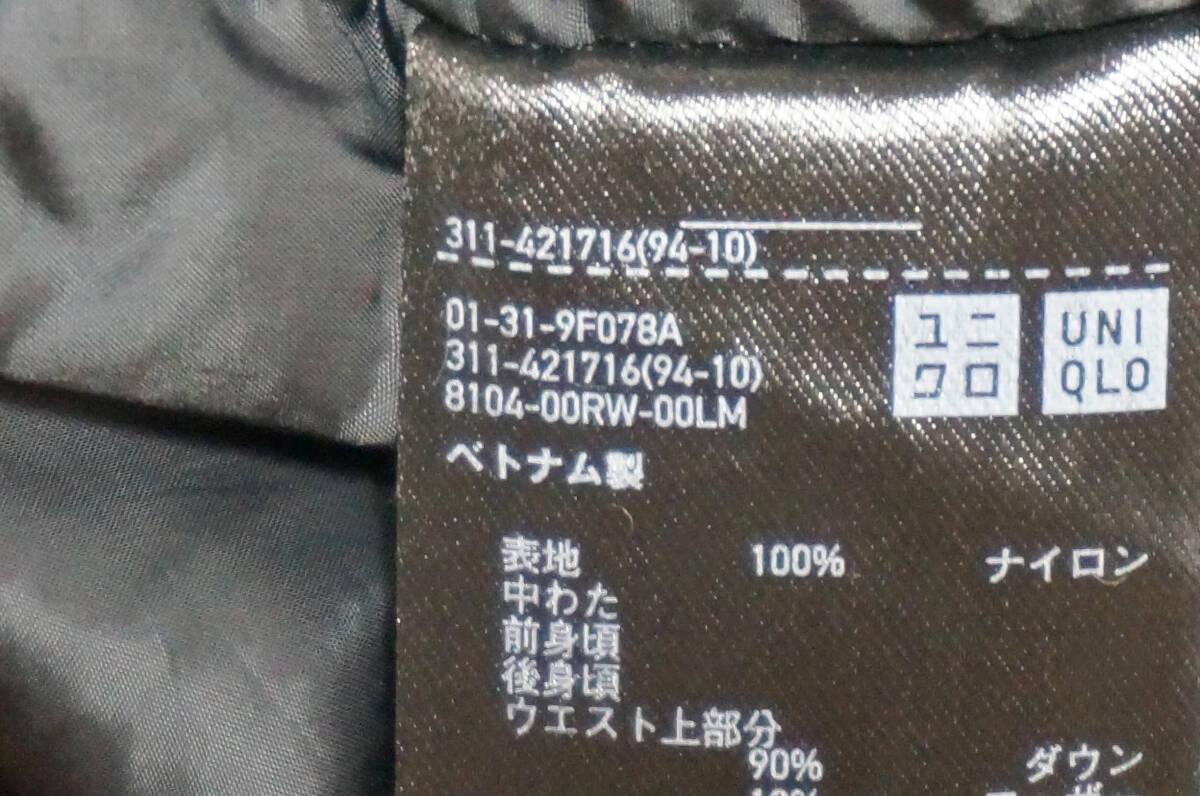 311-421716(94-10)
01-31-9F078A
311-421716(94-10)
8104-00RW-00LM
ユニ
クロ
UNI
QLO
ベトナム製
表地 100% ナイロン
中わた
前身頃
後身頃
ウエスト上部分
90% ダウン